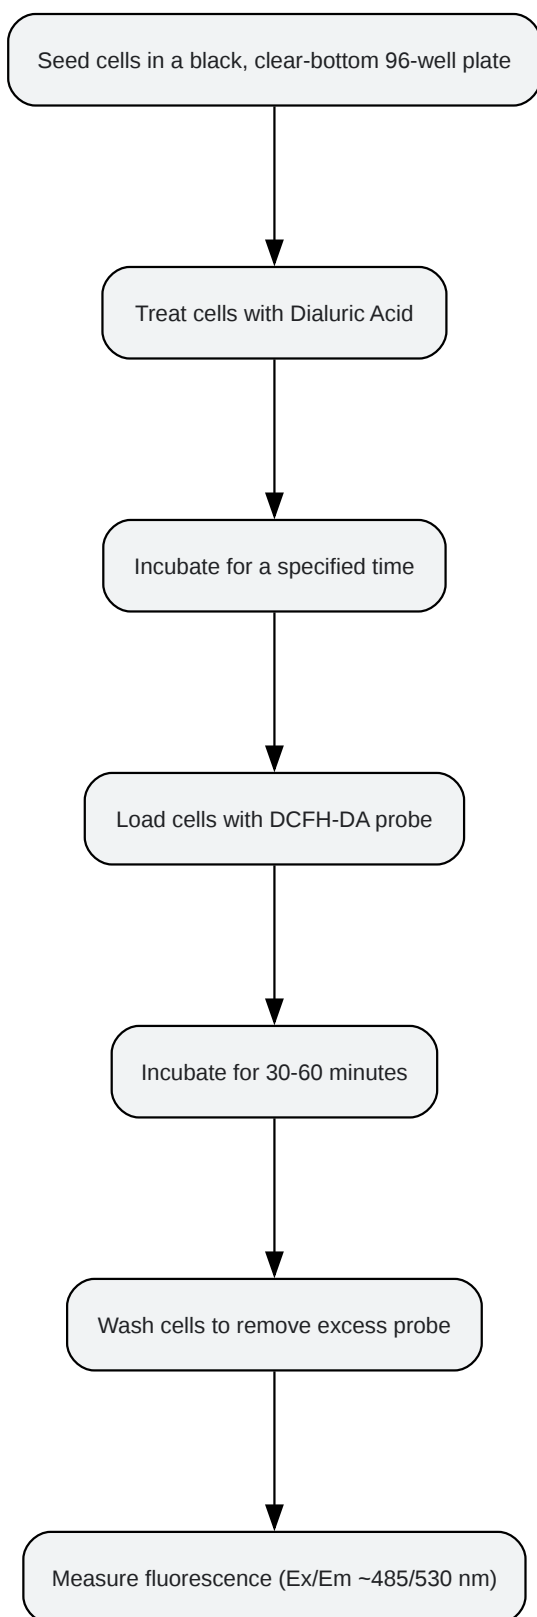 Seed cells in a black, clear-bottom 96-well plate
Treat cells with Dialuric Acid
Incubate for a specified time
Load cells with DCFH-DA probe
Incubate for 30-60 minutes
Wash cells to remove excess probe
Measure fluorescence (Ex/Em ~485/530 nm)